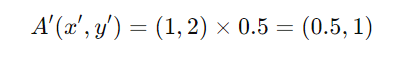 A′(x′, y′) = (1, 2) × 0.5 = (0.5, 1)